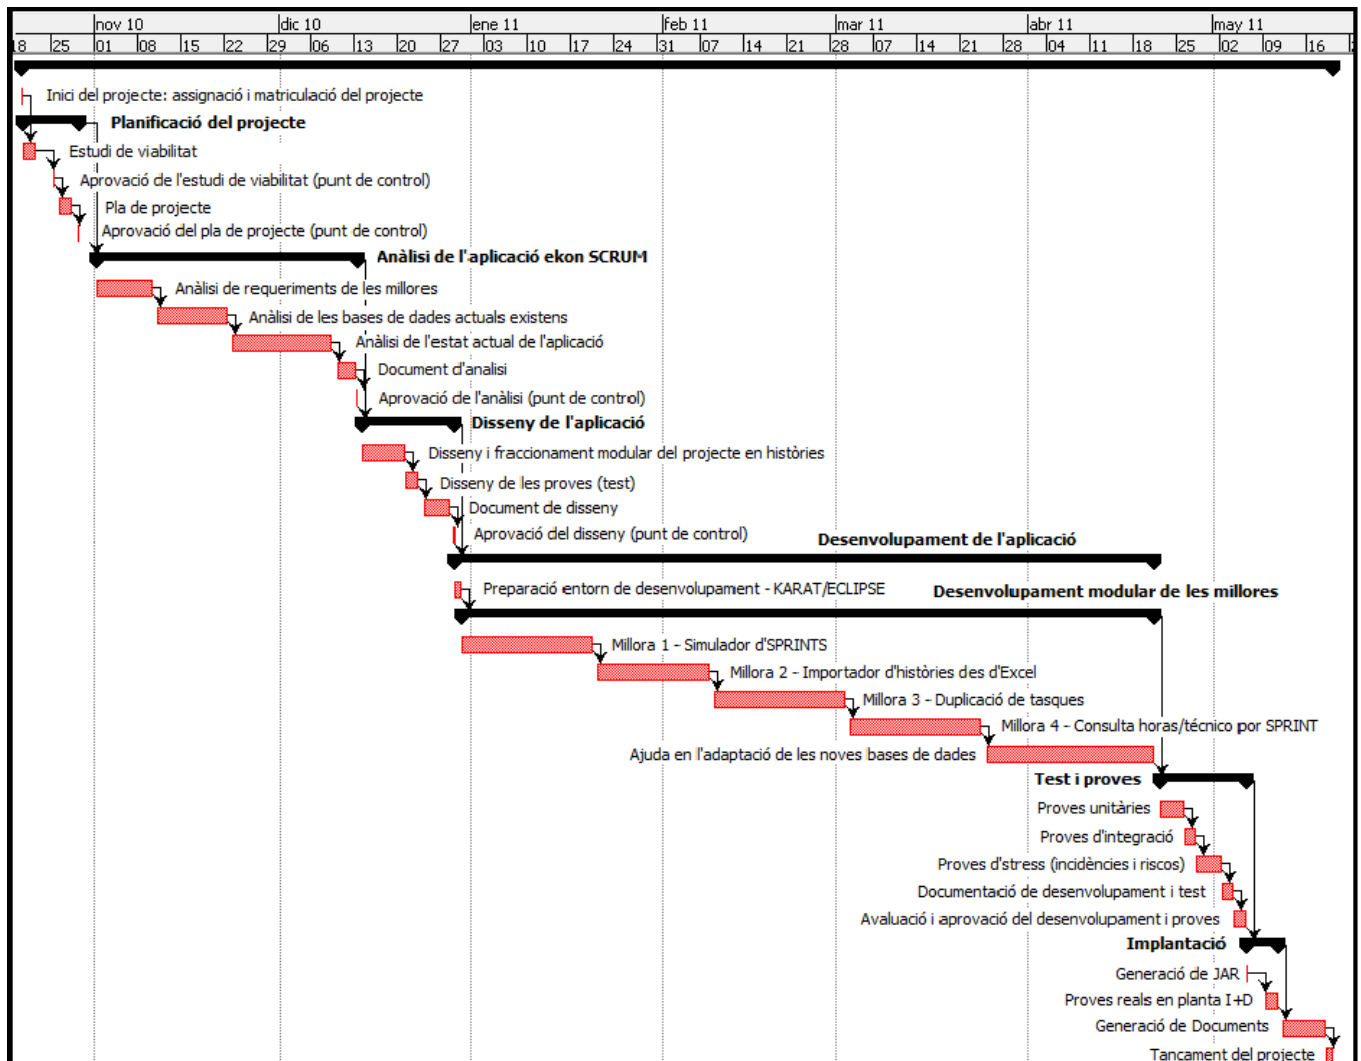 nov 10 dic 10 ene 11 feb 11 mar 11 abr 11 may 11
18 25 01 08 15 22 29 06 13 20 27 03 10 17 24 31 07 14 21 28 07 14 21 28 04 11 18 25 02 09 16
Inici del projecte: assignació i matriculació del projecte
Planificació del projecte
Estudi de viabilitat
Aprovació de l'estudi de viabilitat (punt de control)
Pla de projecte
Aprovació del pla de projecte (punt de control)
Anàlisi de l'aplicació ekon SCRUM
Anàlisi de requeriments de les millores
Anàlisi de les bases de dades actuals existens
Anàlisi de l'estat actual de l'aplicació
Document d'analisi
Aprovació de l'anàlisi (punt de control)
Disseny de l'aplicació
Disseny i fraccionament modular del projecte en històries
Disseny de les proves (test)
Document de disseny
Aprovació del disseny (punt de control)
Desenvolupament de l'aplicació
Preparació entorn de desenvolupament - KARAT/ECLIPSE
Desenvolupament modular de les millores
Millora 1 - Simulador d'SPRINTS
Millora 2 - Importador d'històries des d'Excel
Millora 3 - Duplicació de tasques
Millora 4 - Consulta horas/técnico por SPRINT
Ajuda en l'adaptació de les noves bases de dades
Test i proves
Proves unitàries
Proves d'integració
Proves d'stress (incidències i riscos)
Documentació de desenvolupament i test
Avaluació i aprovació del desenvolupament i proves
Implantació
Generació de JAR
Proves reals en planta I+D
Generació de Documents
Tancament del projecte